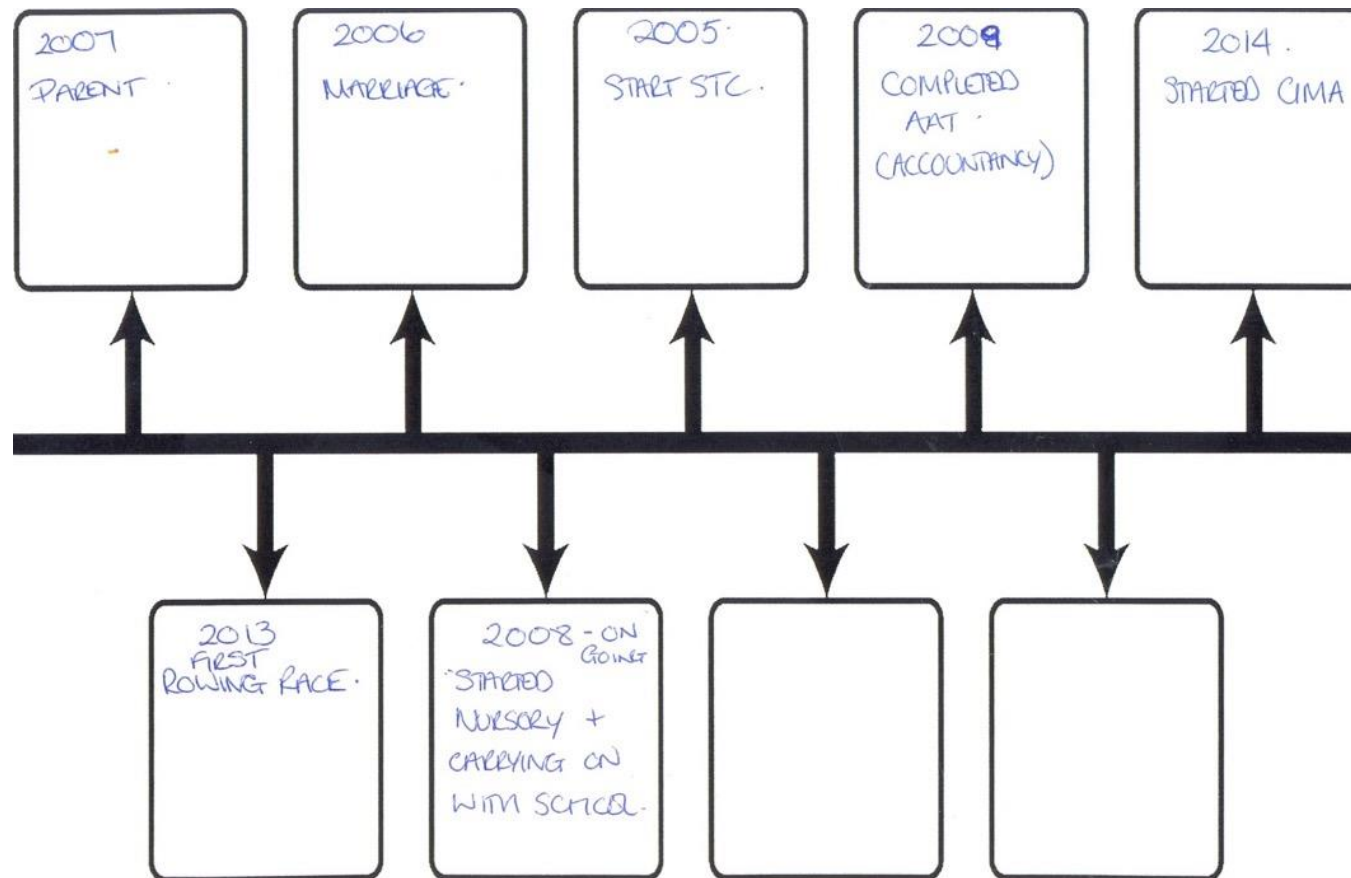 2007
PARENT.
2006
MARRIAGE.
2005.
START STC.
2009
COMPLETED
AAT.
(ACCOUNTANCY)
2014.
STARTED CIMA
2013
FIRST
ROWING RACE.
2008 - ON
GOING
STARTED
NURSORY +
CARRYING ON
WITH SCHOOL.